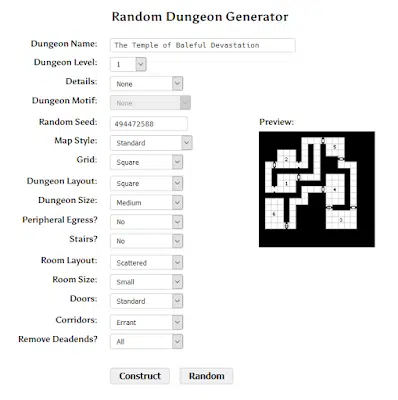 Random Dungeon Generator
Dungeon Name: The Temple of Baleful Devastation
Dungeon Level: 1
Details: None
Dungeon Motif: None
Random Seed: 494472588
Preview:
Map Style: Standard
Grid: Square
Dungeon Layout: Square
Dungeon Size: Medium
Peripheral Egress? No
Stairs? No
Room Layout: Scattered
Room Size: Small
Doors: Standard
Corridors: Errant
Remove Deadends? All
Construct Random
5
2
1
4
6
3